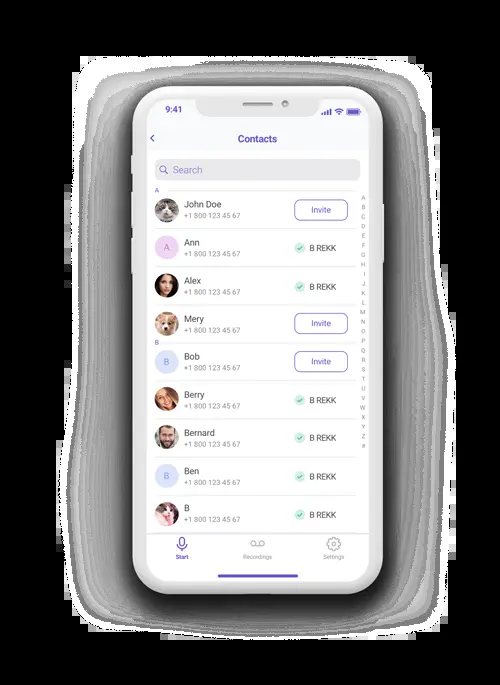 9:41
Contacts
Search
A
John Doe
+1 800 123 45 67
Invite
A
Ann
+1 800 123 45 67
B REKK
Alex
+1 800 123 45 67
B REKK
Mery
+1 800 123 45 67
Invite
B
B
Bob
+1 800 123 45 67
Invite
Berry
+1 800 123 45 67
B REKK
Bernard
+1 800 123 45 67
B REKK
B
Ben
+1 800 123 45 67
B REKK
B
+1 800 123 45 67
B REKK
A
B
C
D
E
F
G
H
I
J
K
L
M
N
O
P
Q
R
S
T
U
V
W
X
Y
Z
#
Start
Recordings
Settings